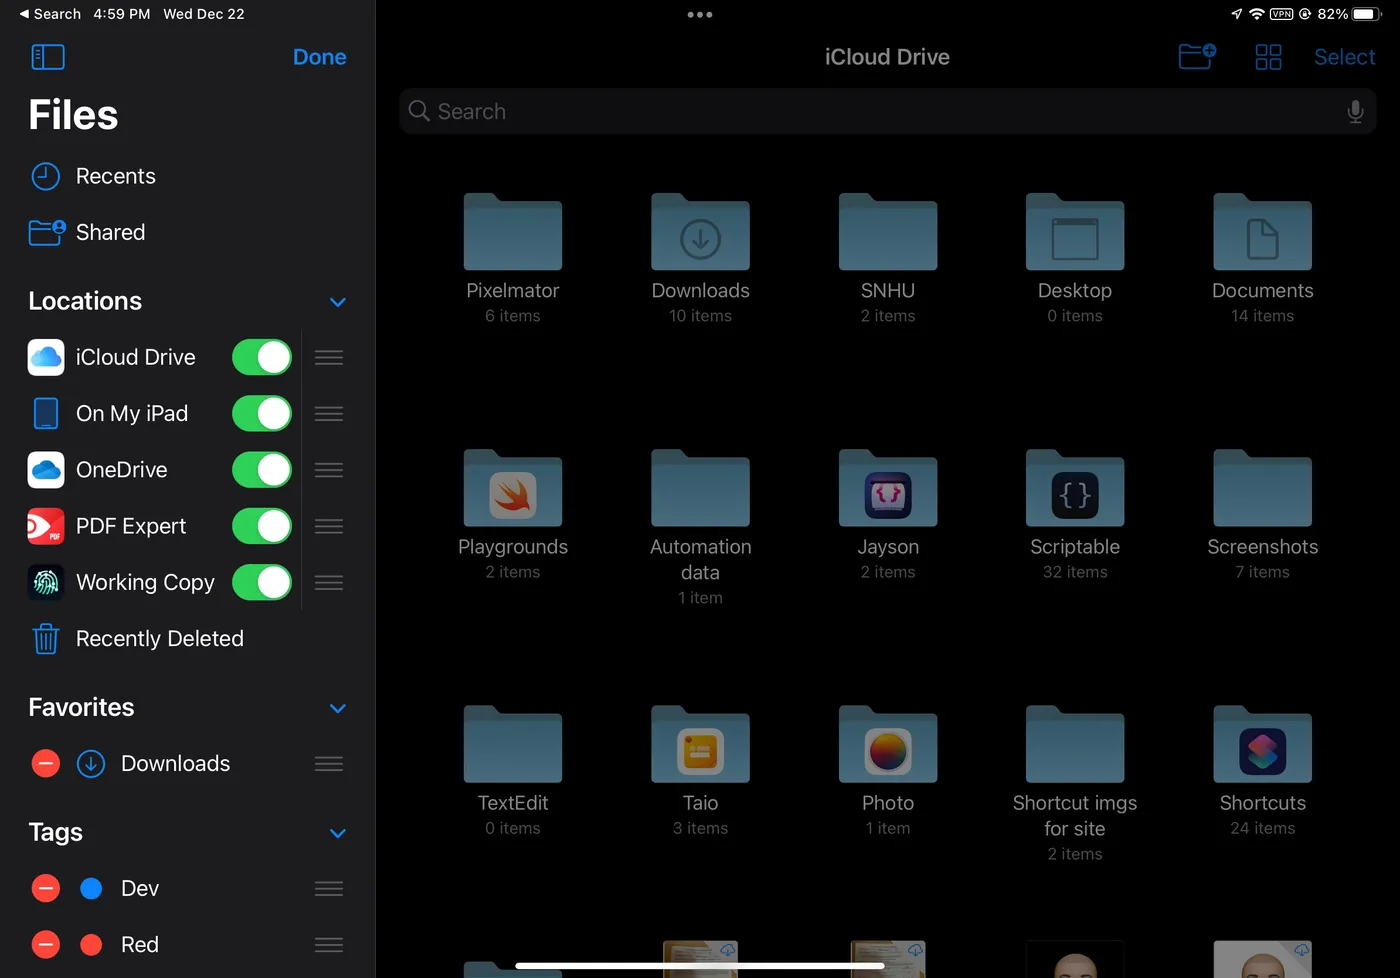 Search 4:59 PM Wed Dec 22
VPN 82%
Done
Files
Recents
Shared
Locations
iCloud Drive
On My iPad
OneDrive
PDF Expert
PDF
Working Copy
Recently Deleted
Favorites
Downloads
Tags
Dev
Red
iCloud Drive
Select
Search
Pixelmator
6 items
Downloads
10 items
SNHU
2 items
Desktop
0 items
Documents
14 items
Playgrounds
2 items
Automation
data
1 item
Jayson
2 items
Scriptable
32 items
Screenshots
7 items
TextEdit
0 items
Taio
3 items
Photo
1 item
Shortcut imgs
for site
2 items
Shortcuts
24 items